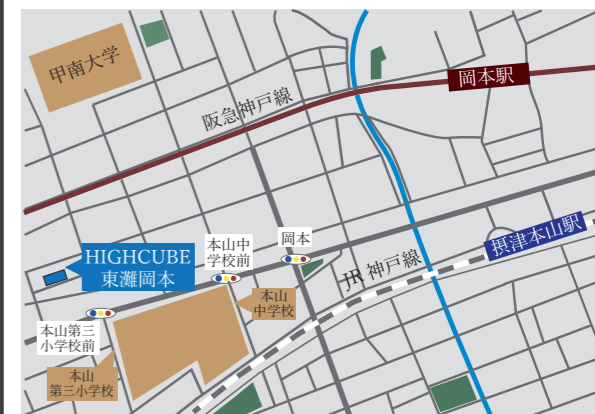 甲南大学
岡本駅
阪急神戸線
摂津本山駅
HIGHCUBE
東灘岡本
本山中
学校前
岡本
JR 神戸線
本山
中学校
本山第三
小学校前
本山
第三小学校